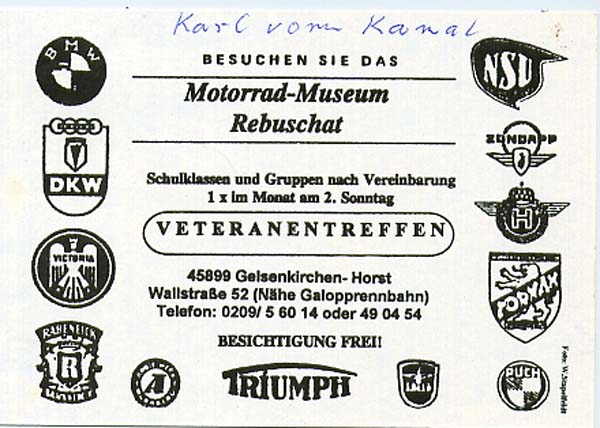 Karl vom Kanal
BMW
NSU
BESUCHEN SIE DAS
Motorrad-Museum
Rebuschat
DKW
ZÜNDAPP
Schulklassen und Gruppen nach Vereinbarung
1 x im Monat am 2. Sonntag
H
VETERANENTREFFEN
VICTORIA
45899 Gelsenkirchen- Horst
Wallstraße 52 (Nähe Galopprennbahn)
Telefon: 0209/ 5 60 14 oder 49 04 54
TORNAX
BESICHTIGUNG FREI!
R
A
TRIUMPH
PUCH